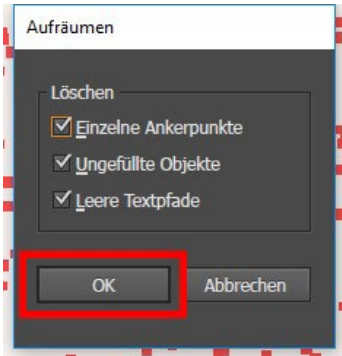 Aufräumen
Löschen
Einzelne Ankerpunkte
Ungefüllte Objekte
Leere Textpfade
OK
Abbrechen